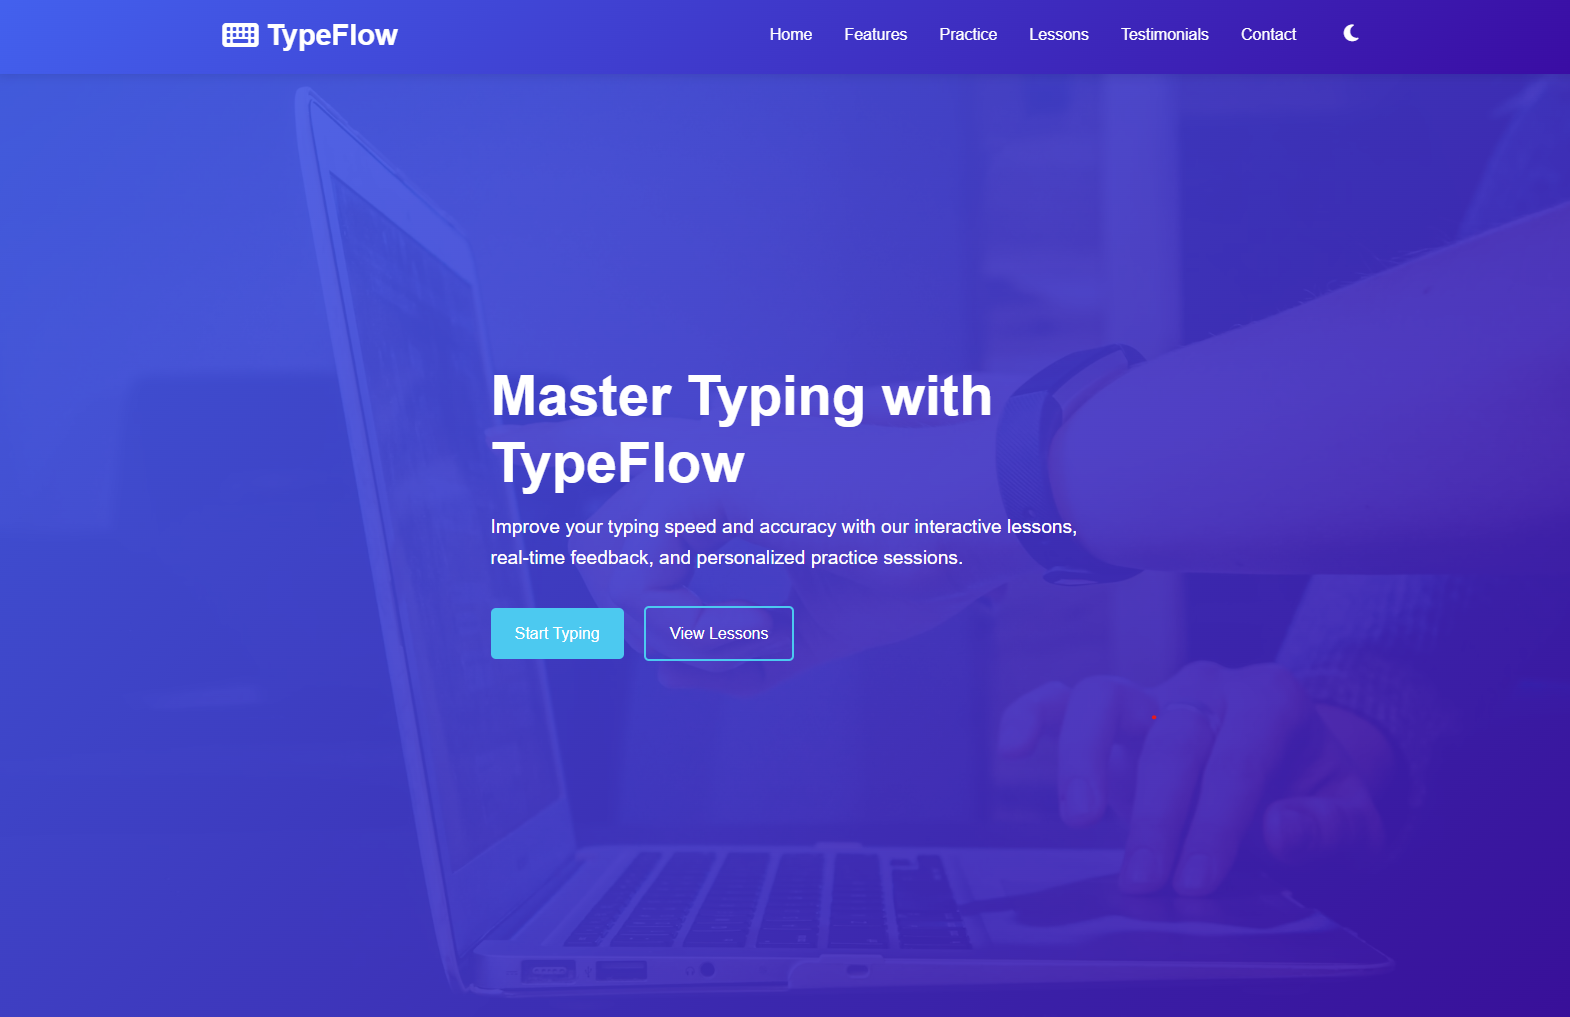 TypeFlow
Home Features Practice Lessons Testimonials Contact
Master Typing with
TypeFlow
Improve your typing speed and accuracy with our interactive lessons,
real-time feedback, and personalized practice sessions.
Start Typing View Lessons